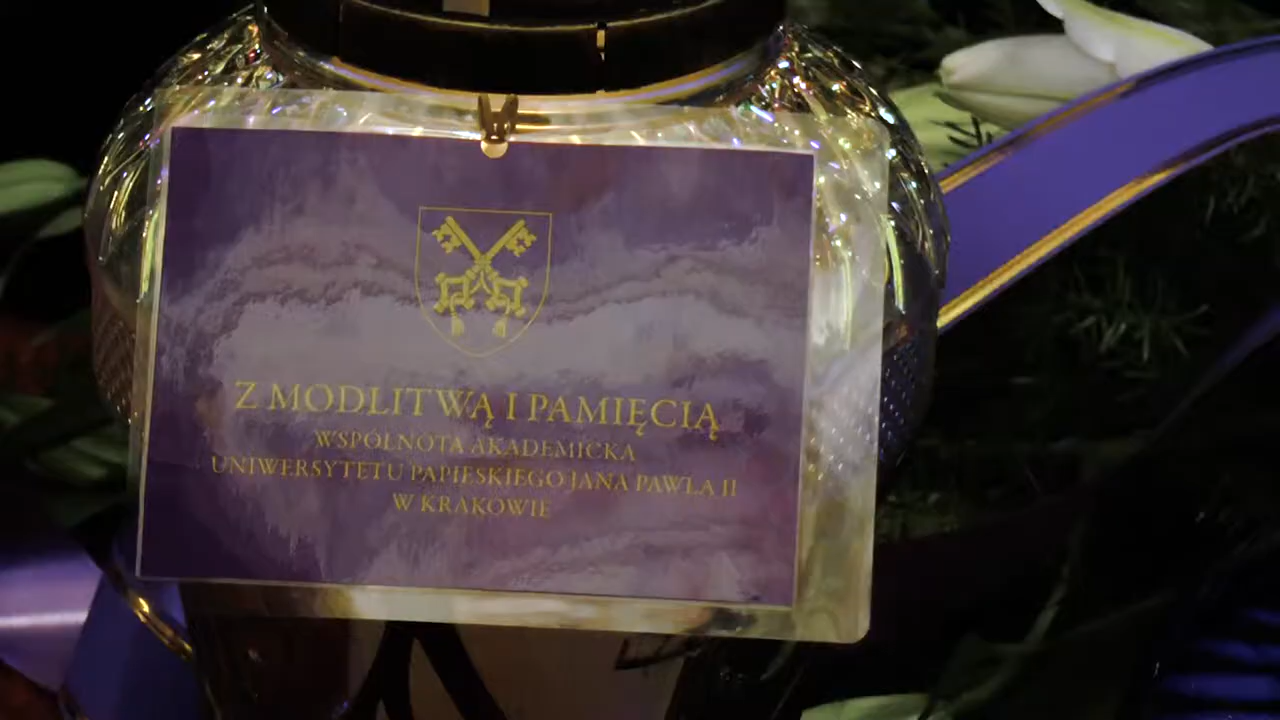 Z MODLITWĄ I PAMIĘCIĄ
WSPÓLNOTA AKADEMICKA
UNIWERSYTETU PAPIESKIEGO JANA PAWŁA II
W KRAKOWIE